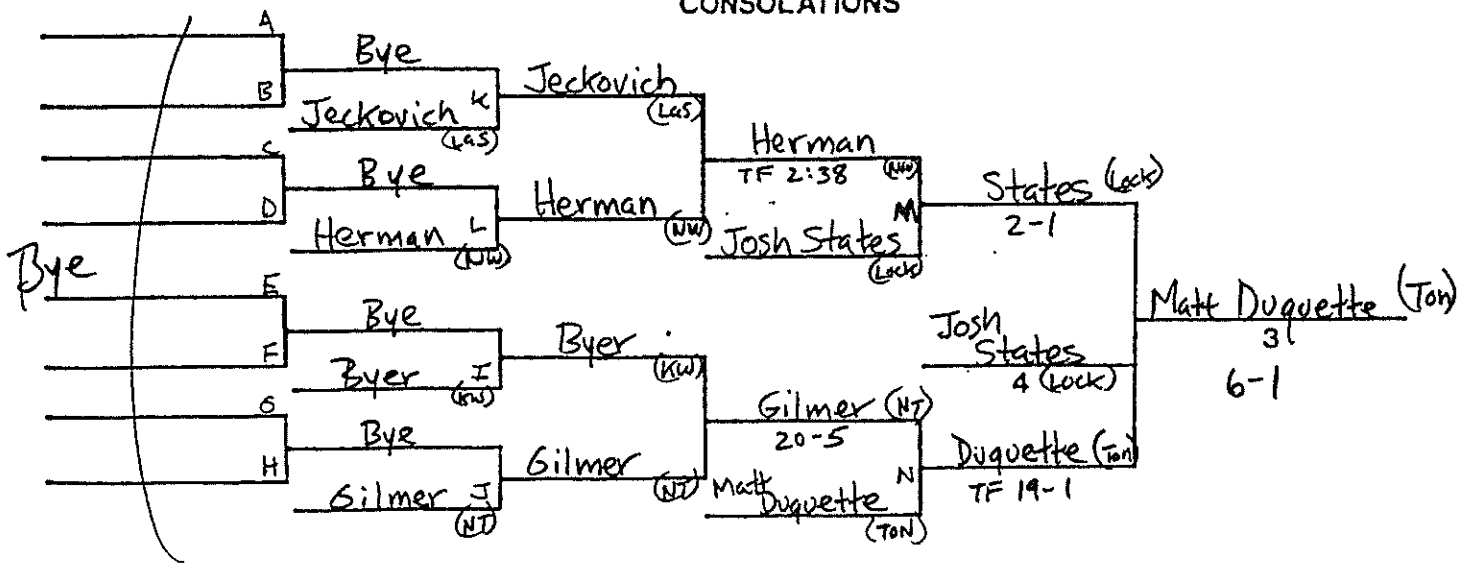 CONSOLATIONS
A
Bye
B
Jeckovich K
(Las)
Jeckovich
(Las)
C
Bye
D
Herman L
(NW)
Herman
(NW)
Herman
TF 2:38 (NW)
M
Josh States
(Lock)
States (Lock)
2-1
Bye
E
Bye
F
Byer I
(KW)
Byer
(KW)
G
Bye
H
Gilmer J
(NT)
Gilmer
(NT)
Gilmer (NT)
20-5
N
Matt
Duquette
(TON)
Duquette (Ton)
TF 19-1
Josh
States
4 (Lock)
Matt Duquette (Ton)
3
6-1